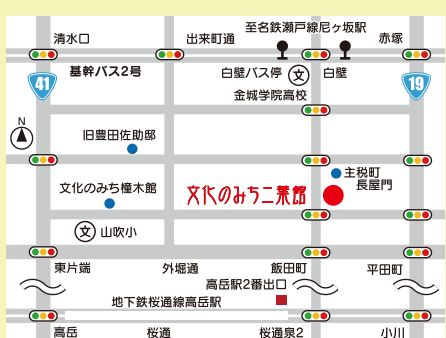 至名鉄瀬戸線尼ヶ坂駅
清水口
出来町通
赤塚
基幹バス2号
白壁バス停
文
白壁
41
19
金城学院高校
N
旧豊田佐助邸
主税町
長屋門
文化のみち橦木館
文化のみち二葉館
文
山吹小
東片端
外堀通
飯田町
平田町
高岳駅2番出口
地下鉄桜通線高岳駅
高岳
桜通
桜通泉2
小川